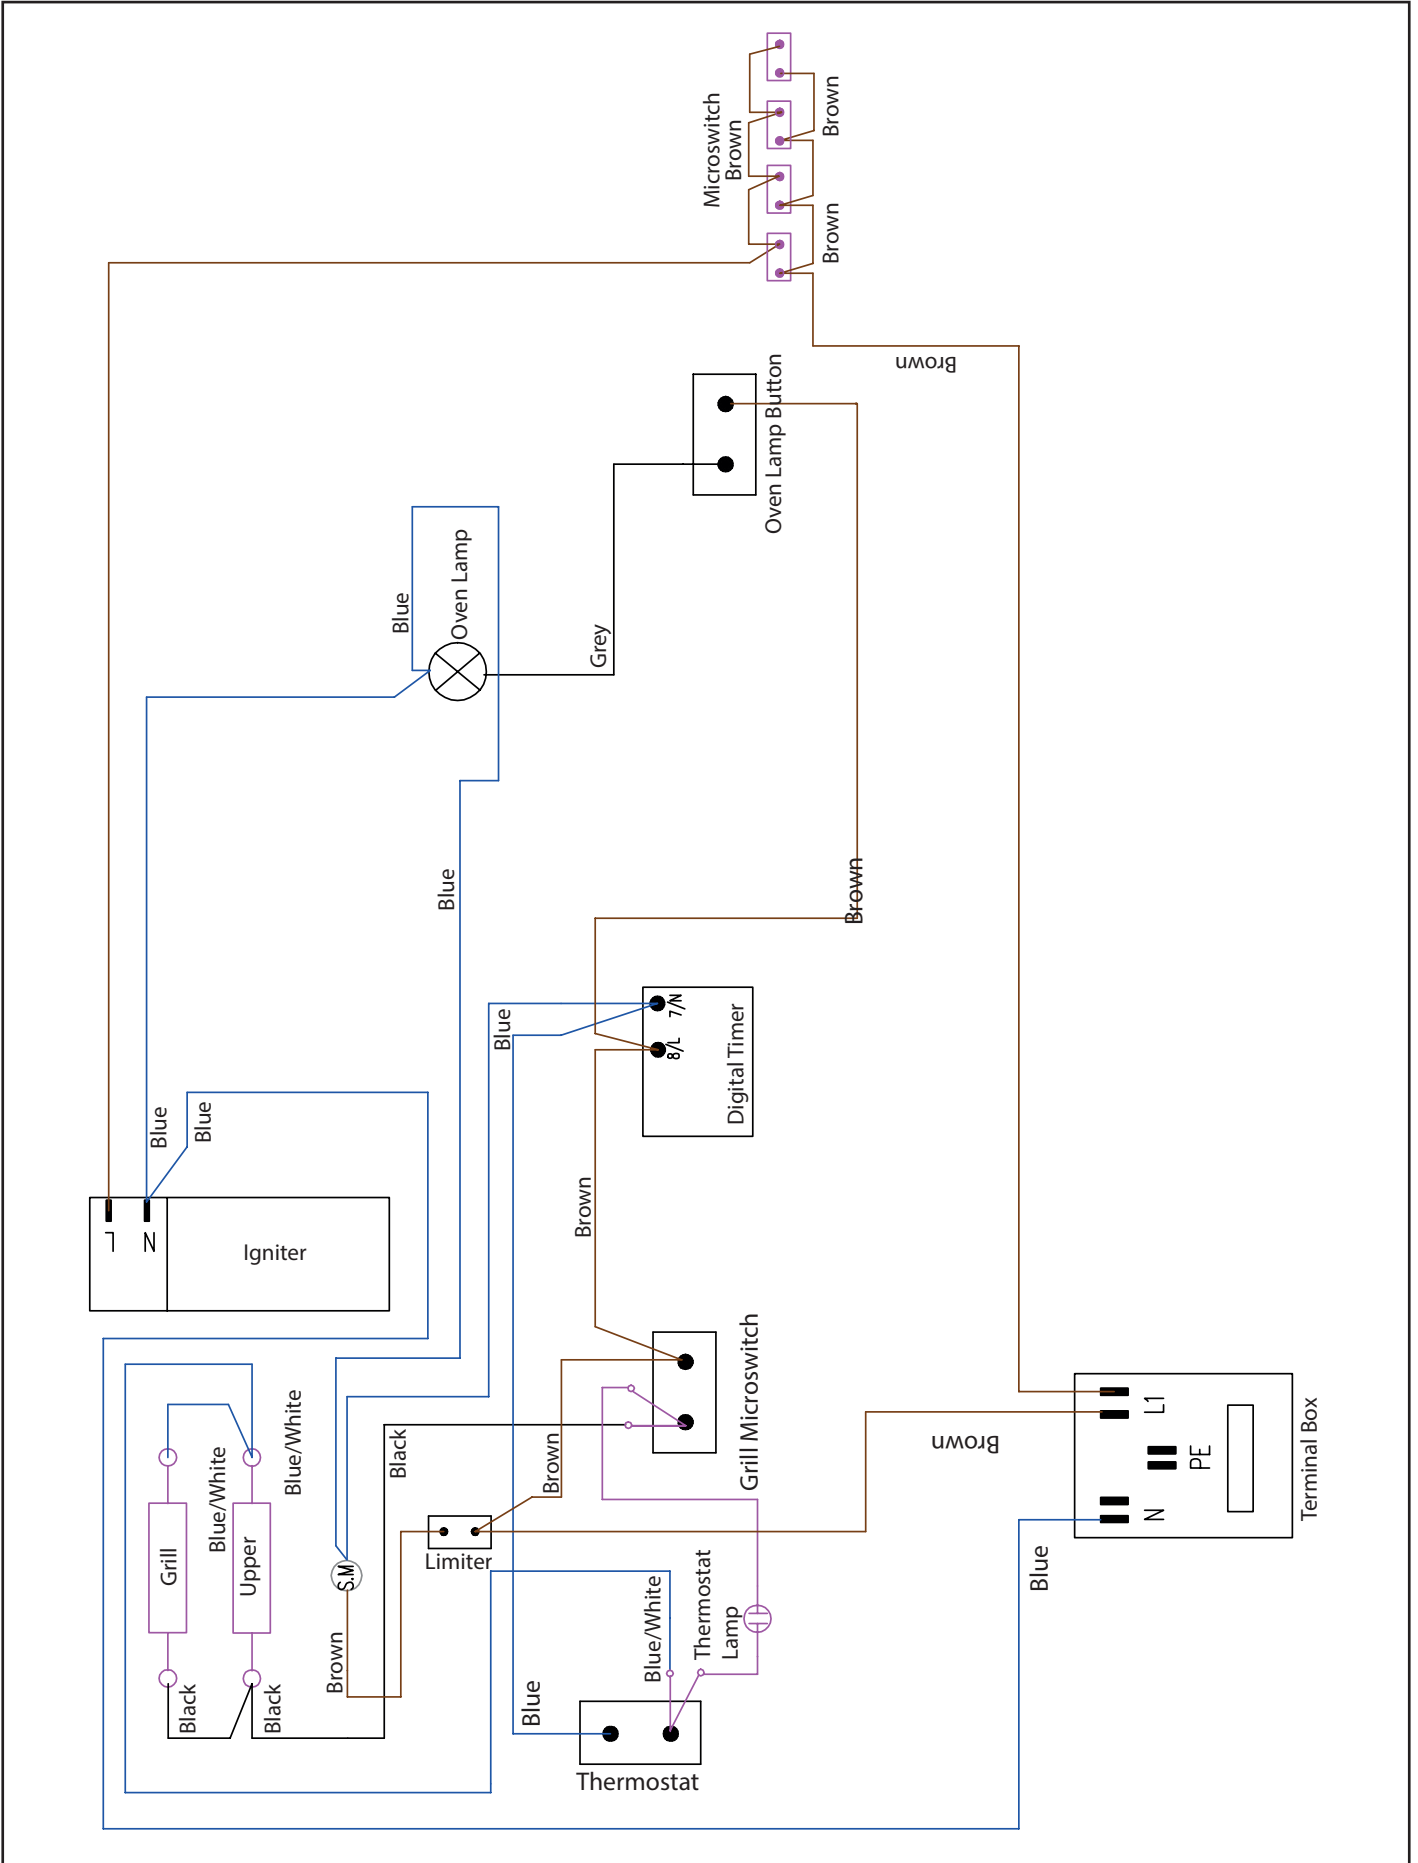 Microswitch
Brown
Brown
Brown
Brown
Oven Lamp Button
Oven Lamp
Blue
Grey
Blue
Brown
7/N
8/L
Digital Timer
Blue
Blue
Blue
L
N
Igniter
Brown
Grill Microswitch
Black
Brown
Blue/White
Blue/White
Grill
Upper
S.M
Limiter
Brown
L1
PE
N
Terminal Box
Blue
Blue/White
Thermostat
Lamp
Brown
Black
Black
Blue
Thermostat